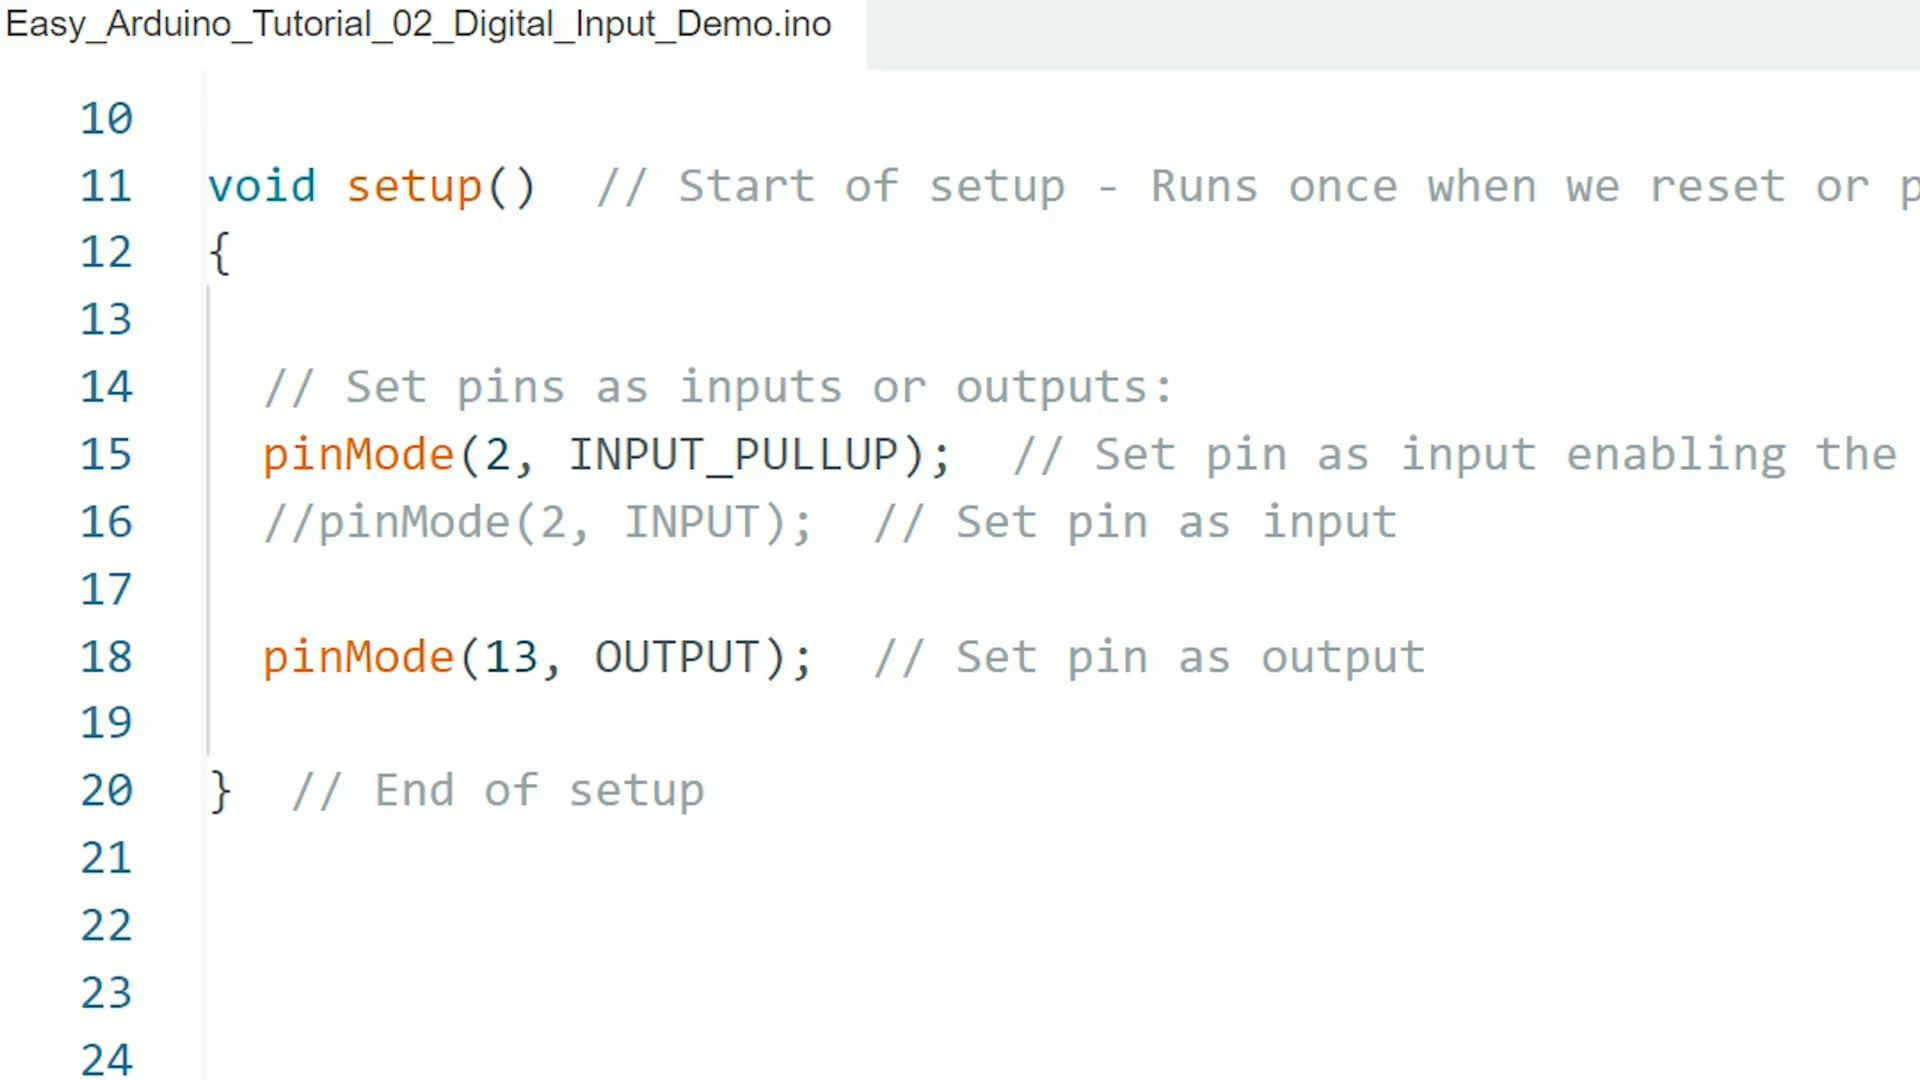 Easy_Arduino_Tutorial_02_Digital_Input_Demo.ino
10
11 void setup()  // Start of setup - Runs once when we reset or
12 {
13
14   // Set pins as inputs or outputs:
15   pinMode(2, INPUT_PULLUP);  // Set pin as input enabling the
16   //pinMode(2, INPUT);  // Set pin as input
17
18   pinMode(13, OUTPUT);  // Set pin as output
19
20 }  // End of setup
21
22
23
24